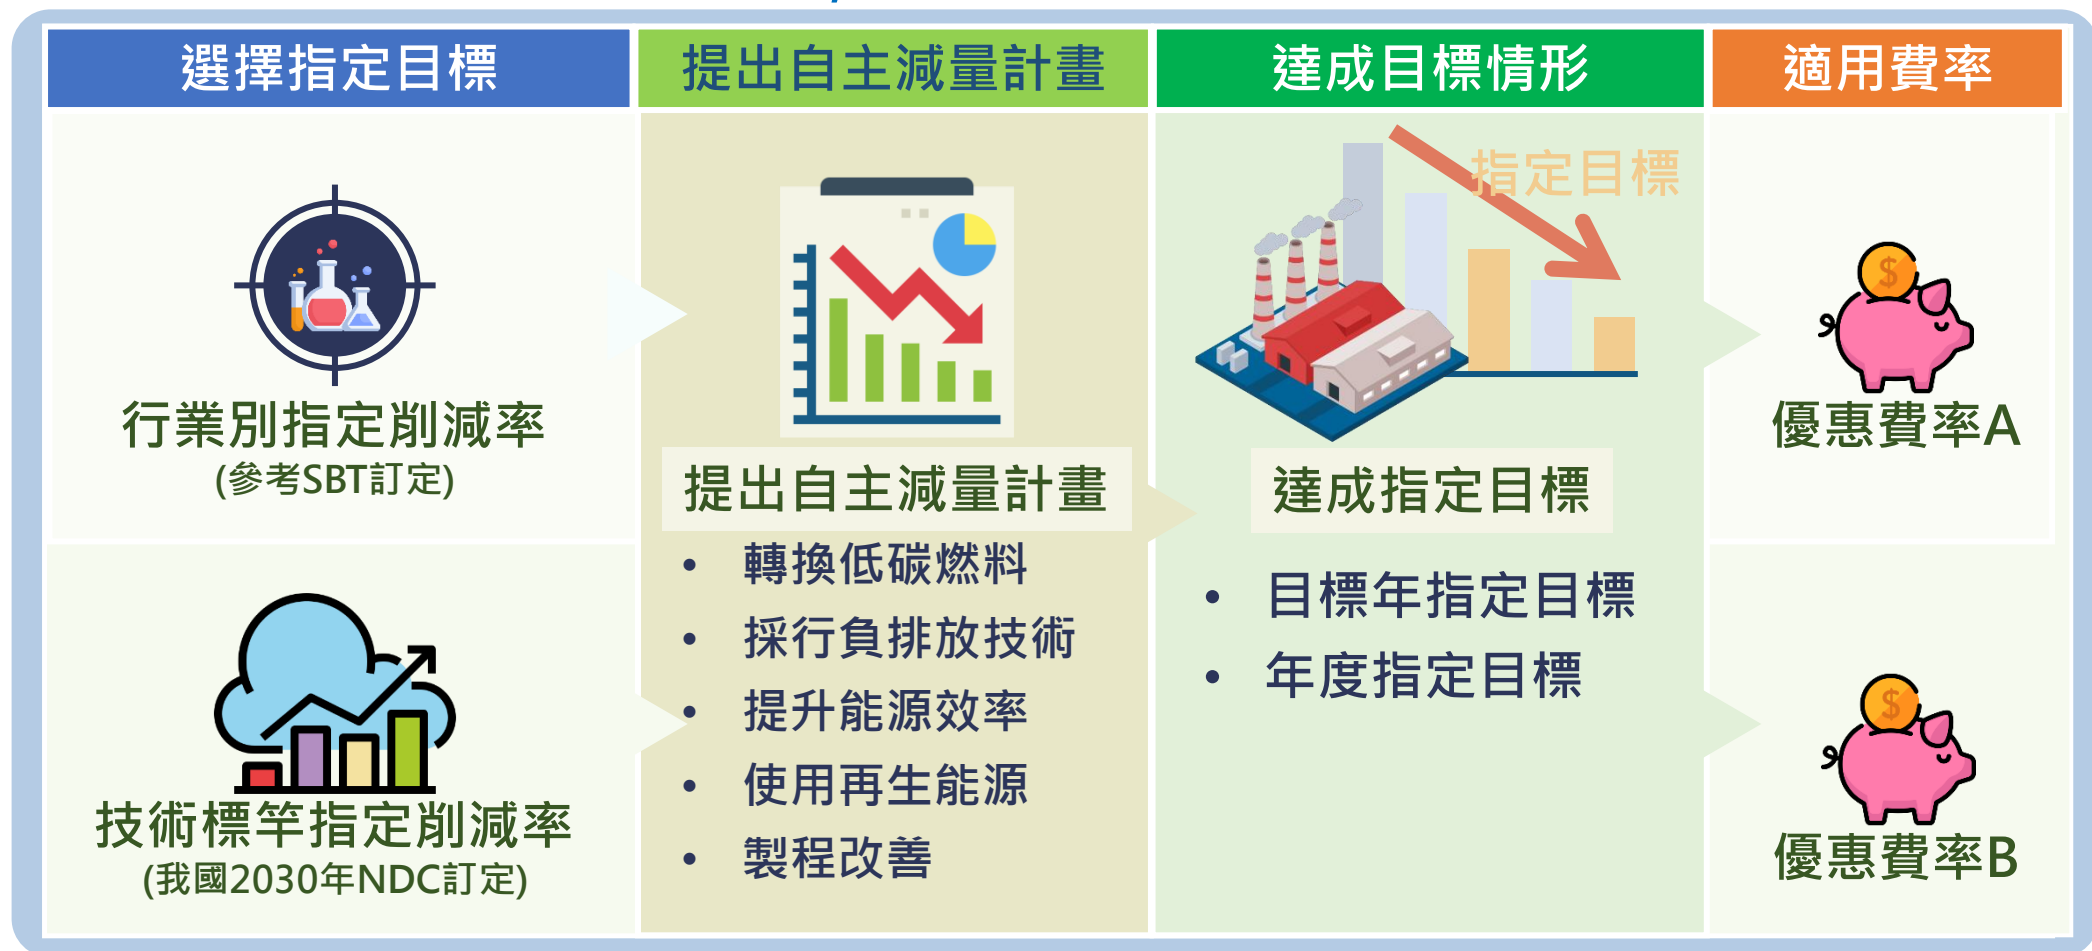 選擇指定目標
提出自主減量計畫
達成目標情形
適用費率
行業別指定削減率
(參考SBT訂定)
技術標竿指定削減率
(我國2030年NDC訂定)
提出自主減量計畫
• 轉換低碳燃料
• 採行負排放技術
• 提升能源效率
• 使用再生能源
• 製程改善
指定目標
達成指定目標
• 目標年指定目標
• 年度指定目標
$
優惠費率A
$
優惠費率B